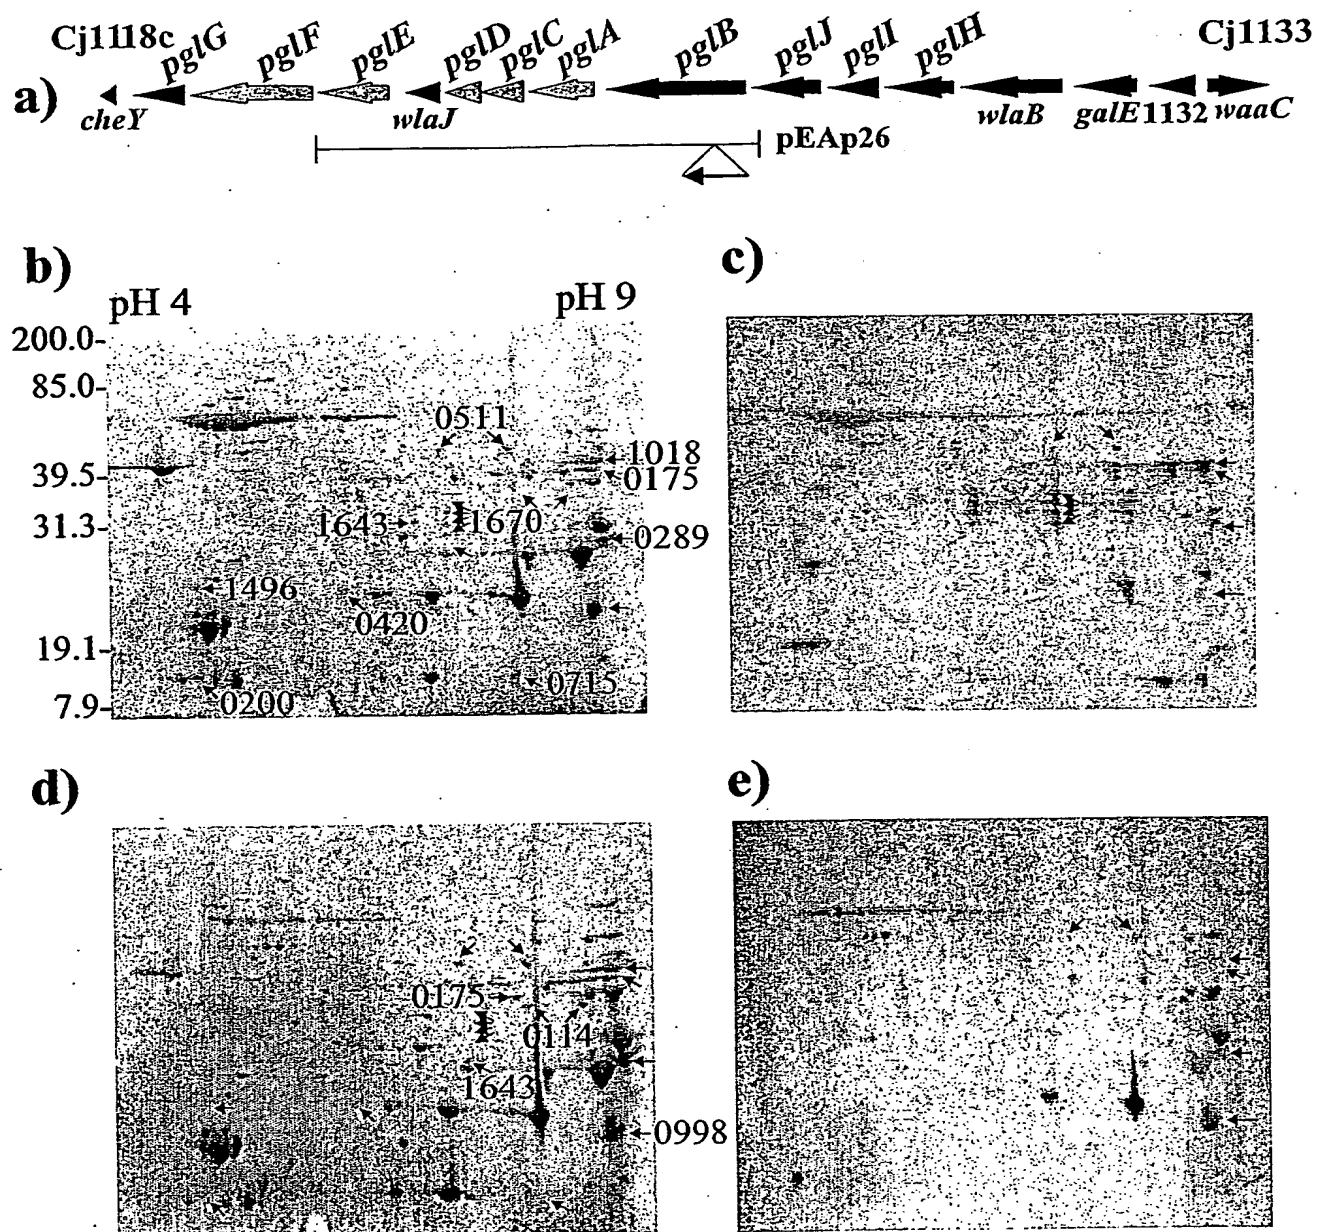 Cj1118c pglG pglF pglE pglD pglC pglA pglB pglJ pglI pglH Cj1133
a)
cheY wlaJ wlaB galE 1132 waaC
pEAp26
b)
c)
pH 4 pH 9
200.0-
85.0-
0511
1018
39.5-
0175
1643
1670
31.3-
0289
1496
0420
19.1-
0715
0200
7.9-
d)
e)
0175
0114
1643
0998